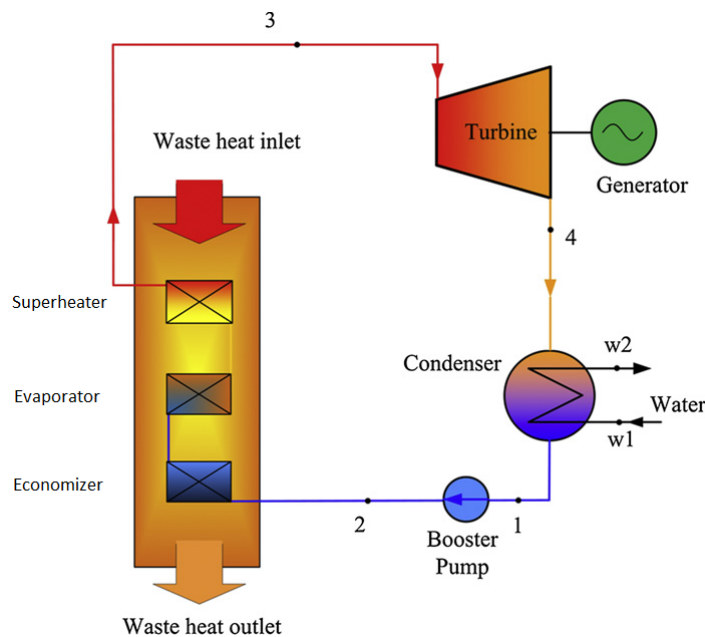 3
Waste heat inlet
Turbine
Generator
4
Superheater
Condenser
w2
Evaporator
Water
w1
Economizer
2
1
Booster
Pump
Waste heat outlet